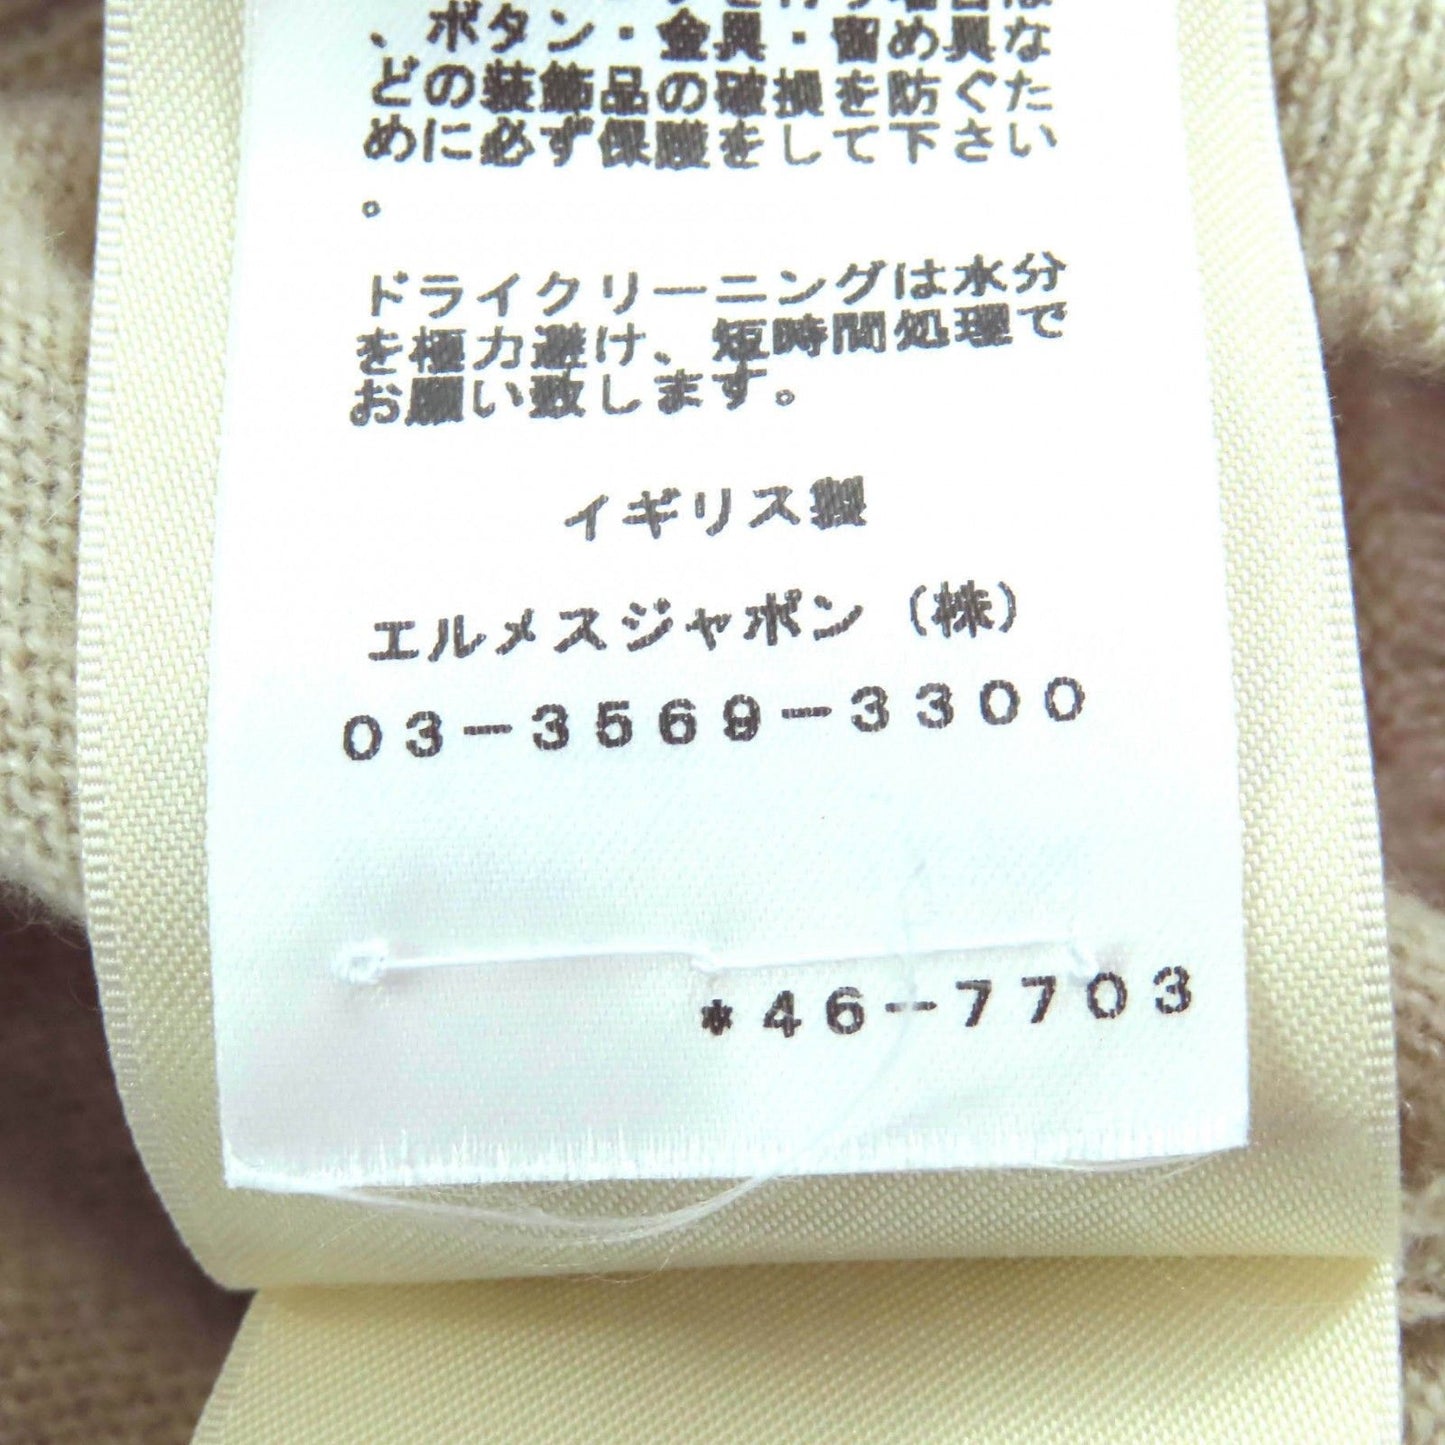 、ボタン・金具・留め具な
どの装飾品の破損を防ぐた
めに必ず保護をして下さい
。
ドライクリーニングは水分
を極力避け、短時間処理で
お願い致します。
イギリス製
エルメスジャポン（株）
03-3569-3300
*46-7703